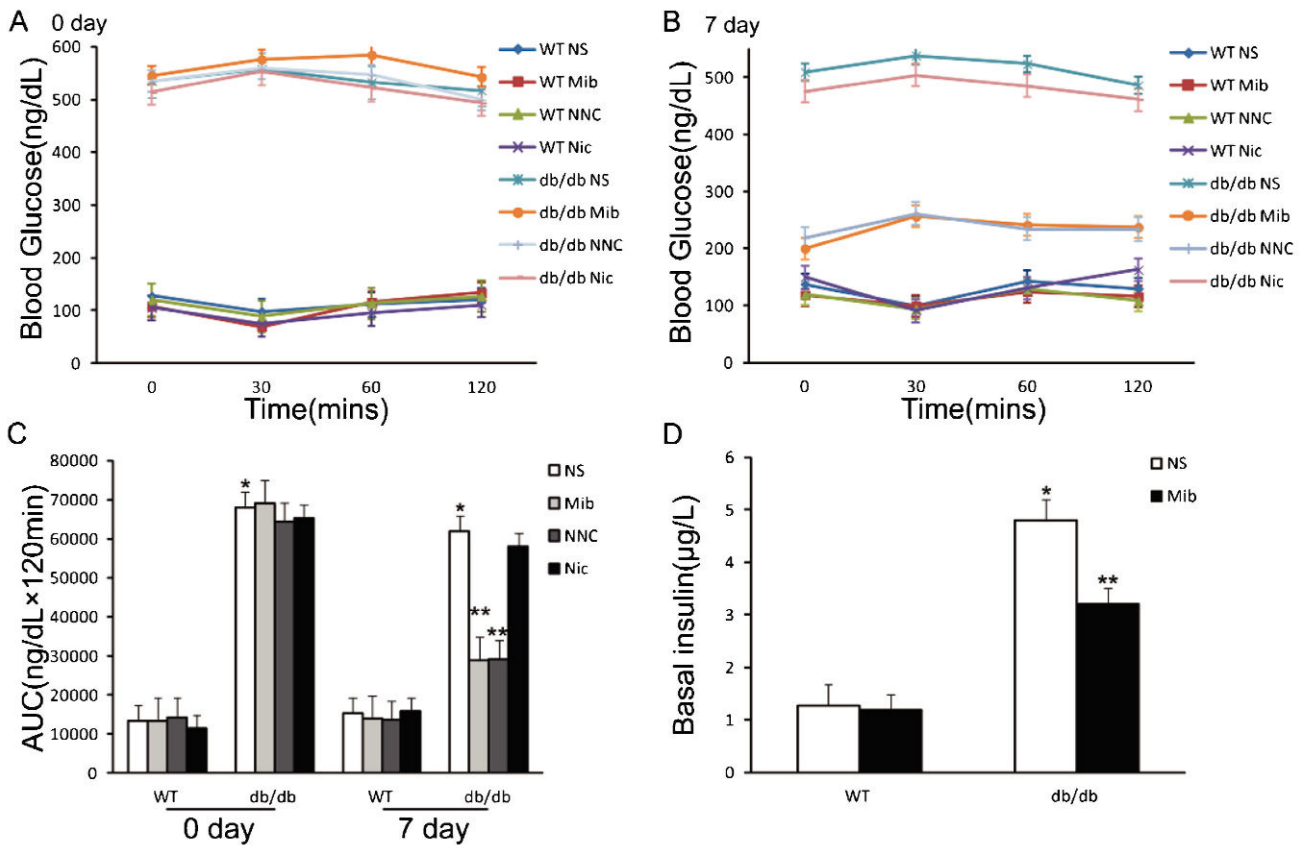 A 0 day
Blood Glucose(ng/dL)
600
500
400
300
200
100
0
0 30 60 120
Time(mins)
WT NS
WT Mib
WT NNC
WT Nic
db/db NS
db/db Mib
db/db NNC
db/db Nic
B 7 day
Blood Glucose(ng/dL)
500
400
300
200
100
0
0 30 60 120
Time(mins)
WT NS
WT Mib
WT NNC
WT Nic
db/db NS
db/db Mib
db/db NNC
db/db Nic
C
AUC(ng/dL×120min)
80000
70000
60000
50000
40000
30000
20000
10000
0
* * ** **
NS
Mib
NNC
Nic
WT db/db WT db/db
0 day 7 day
D
Basal insulin(μg/L)
6
5
4
3
2
1
0
* **
NS
Mib
WT db/db